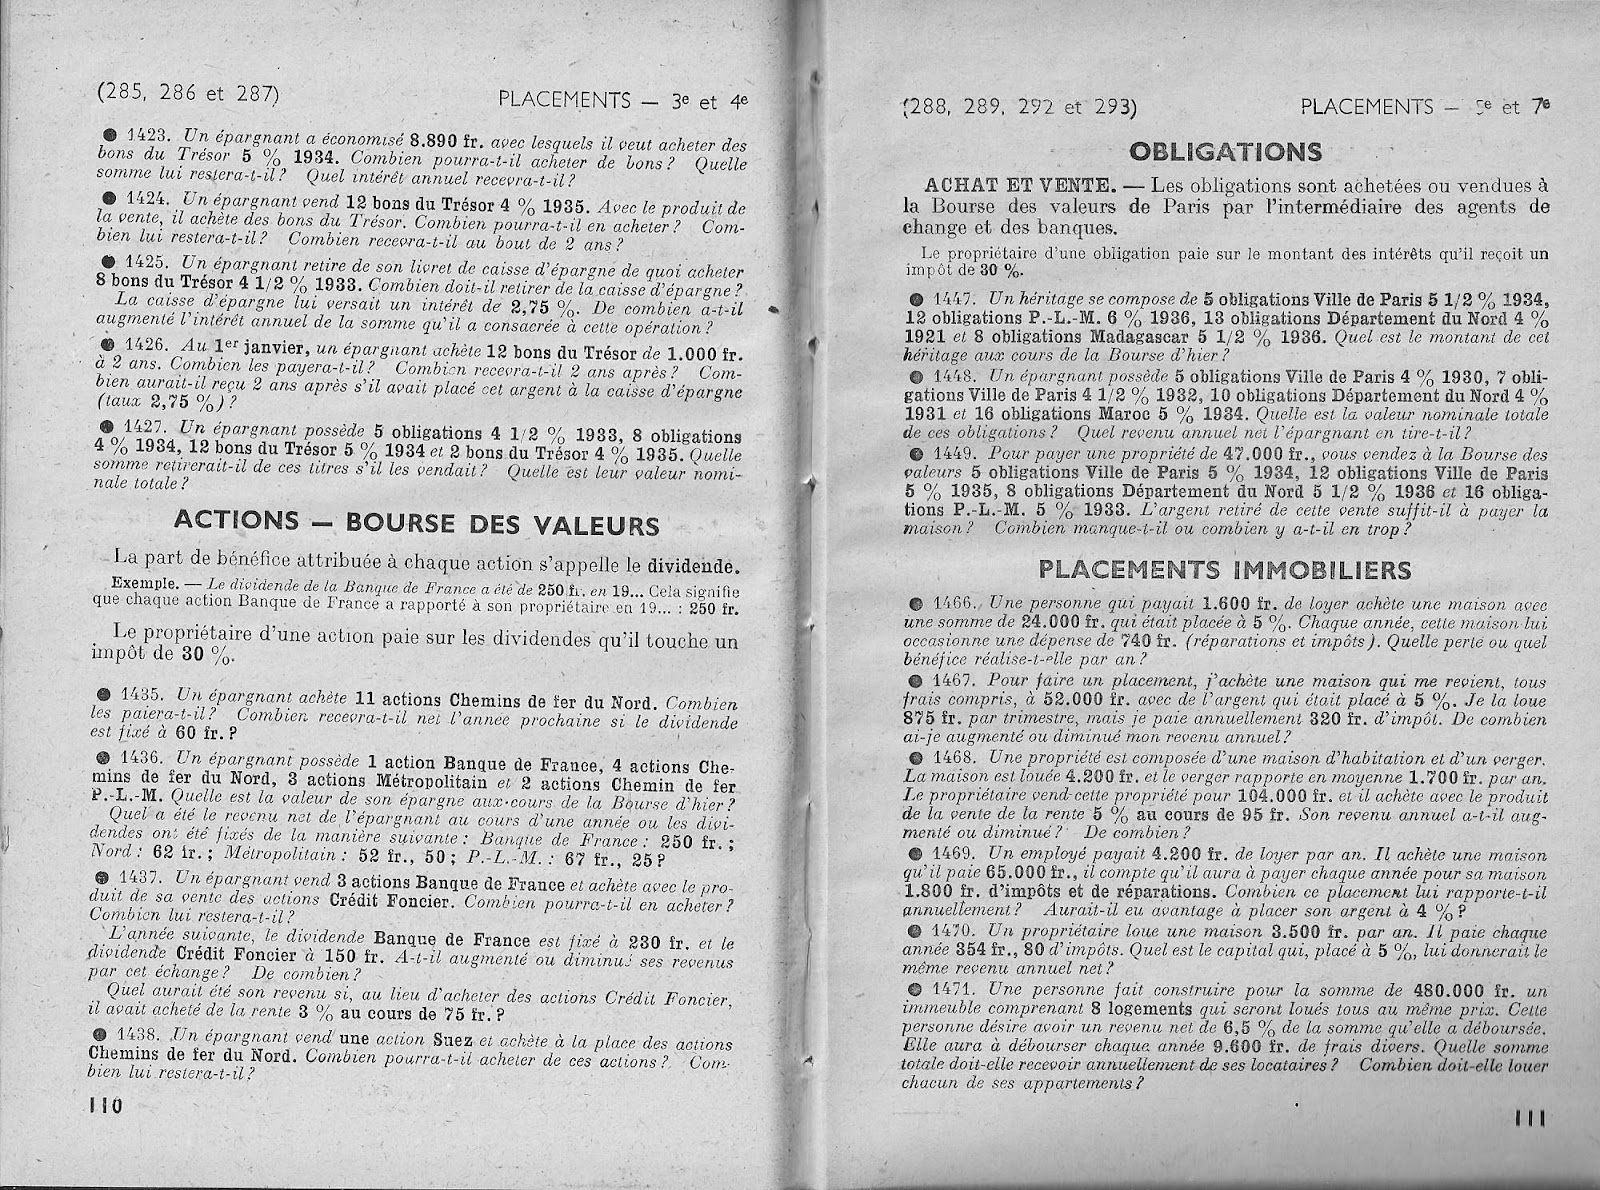 (285, 286 et 287) PLACEMENTS — 3e et 4e
● 1423. Un épargnant a économisé 8.890 fr. avec lesquels il veut acheter des
bons du Trésor 5 % 1934. Combien pourra-t-il acheter de bons ? Quelle
somme lui restera-t-il ? Quel intérêt annuel recevra-t-il ?
● 1424. Un épargnant vend 12 bons du Trésor 4 % 1935. Avec le produit de
la vente, il achète des bons du Trésor. Combien pourra-t-il en acheter ? Com-
bien lui restera-t-il ? Combien recevra-t-il au bout de 2 ans ?
● 1425. Un épargnant retire de son livret de caisse d'épargne de quoi acheter
8 bons du Trésor 4 1/2 % 1933. Combien doit-il retirer de la caisse d'épargne ?
La caisse d'épargne lui versait un intérêt de 2,75 %. De combien a-t-il
augmenté l'intérêt annuel de la somme qu'il a consacrée à cette opération ?
● 1426. Au 1er janvier, un épargnant achète 12 bons du Trésor de 1.000 fr.
à 2 ans. Combien les payera-t-il ? Combien recevra-t-il 2 ans après ? Com-
bien aurait-il reçu 2 ans après s'il avait placé cet argent à la caisse d'épargne
(taux 2,75 %) ?
● 1427. Un épargnant possède 5 obligations 4 1/2 % 1933, 8 obligations
4 % 1934, 12 bons du Trésor 5 % 1934 et 2 bons du Trésor 4 % 1935. Quelle
somme retirerait-il de ces titres s'il les vendait ? Quelle est leur valeur nomi-
nale totale ?
ACTIONS — BOURSE DES VALEURS
La part de bénéfice attribuée à chaque action s'appelle le dividende.
Exemple. — Le dividende de la Banque de France a été de 250 fr. en 19... Cela signifie
que chaque action Banque de France a rapporté à son propriétaire en 19... : 250 fr.
Le propriétaire d'une action paie sur les dividendes qu'il touche un
impôt de 30 %.
● 1435. Un épargnant achète 11 actions Chemins de fer du Nord. Combien
les paiera-t-il ? Combien recevra-t-il net l'année prochaine si le dividende
est fixé à 60 fr. ?
● 1436. Un épargnant possède 1 action Banque de France, 4 actions Che-
mins de fer du Nord, 3 actions Métropolitain et 2 actions Chemin de fer
P.-L.-M. Quelle est la valeur de son épargne aux cours de la Bourse d'hier ?
Quel a été le revenu net de l'épargnant au cours d'une année ou les divi-
dendes ont été fixés de la manière suivante : Banque de France : 250 fr. ;
Nord : 62 fr. ; Métropolitain : 52 fr., 50 ; P.-L.-M. : 67 fr., 25 ?
● 1437. Un épargnant vend 3 actions Banque de France et achète avec le pro-
duit de sa vente des actions Crédit Foncier. Combien pourra-t-il en acheter ?
Combien lui restera-t-il ?
L'année suivante, le dividende Banque de France est fixé à 230 fr. et le
dividende Crédit Foncier à 150 fr. A-t-il augmenté ou diminué ses revenus
par cet échange ? De combien ?
Quel aurait été son revenu si, au lieu d'acheter des actions Crédit Foncier,
il avait acheté de la rente 3 % au cours de 75 fr. ?
● 1438. Un épargnant vend une action Suez et achète à la place des actions
Chemins de fer du Nord. Combien pourra-t-il acheter de ces actions ? Com-
bien lui restera-t-il ?
110
(288, 289, 292 et 293) PLACEMENTS — 5e et 7e
OBLIGATIONS
ACHAT ET VENTE. — Les obligations sont achetées ou vendues à
la Bourse des valeurs de Paris par l'intermédiaire des agents de
change et des banques.
Le propriétaire d'une obligation paie sur le montant des intérêts qu'il reçoit un
impôt de 30 %.
● 1447. Un héritage se compose de 5 obligations Ville de Paris 5 1/2 % 1934,
12 obligations P.-L.-M. 6 % 1936, 13 obligations Département du Nord 4 %
1921 et 8 obligations Madagascar 5 1/2 % 1936. Quel est le montant de cet
héritage aux cours de la Bourse d'hier ?
● 1448. Un épargnant possède 5 obligations Ville de Paris 4 % 1930, 7 obli-
gations Ville de Paris 4 1/2 % 1932, 10 obligations Département du Nord 4 %
1931 et 16 obligations Maroc 5 % 1934. Quelle est la valeur nominale totale
de ces obligations ? Quel revenu annuel net l'épargnant en tire-t-il ?
● 1449. Pour payer une propriété de 47.000 fr., vous vendez à la Bourse des
valeurs 5 obligations Ville de Paris 5 % 1934, 12 obligations Ville de Paris
5 % 1935, 8 obligations Département du Nord 5 1/2 % 1936 et 16 obliga-
tions P.-L.-M. 5 % 1933. L'argent retiré de cette vente suffit-il à payer la
maison ? Combien manque-t-il ou combien y a-t-il en trop ?
PLACEMENTS IMMOBILIERS
● 1466. Une personne qui payait 1.600 fr. de loyer achète une maison avec
une somme de 24.000 fr. qui était placée à 5 %. Chaque année, cette maison lui
occasionne une dépense de 740 fr. (réparations et impôts). Quelle perte ou quel
bénéfice réalise-t-elle par an ?
● 1467. Pour faire un placement, j'achète une maison qui me revient, tous
frais compris, à 52.000 fr. avec de l'argent qui était placé à 5 %. Je la loue
875 fr. par trimestre, mais je paie annuellement 320 fr. d'impôt. De combien
ai-je augmenté ou diminué mon revenu annuel ?
● 1468. Une propriété est composée d'une maison d'habitation et d'un verger.
La maison est louée 4.200 fr. et le verger rapporte en moyenne 1.700 fr. par an.
Le propriétaire vend cette propriété pour 104.000 fr. et il achète avec le produit
de la vente de la rente 5 % au cours de 95 fr. Son revenu annuel a-t-il aug-
menté ou diminué ? De combien ?
● 1469. Un employé payait 4.200 fr. de loyer par an. Il achète une maison
qu'il paie 65.000 fr., il compte qu'il aura à payer chaque année pour sa maison
1.800 fr. d'impôts et de réparations. Combien ce placement lui rapporte-t-il
annuellement ? Aurait-il eu avantage à placer son argent à 4 % ?
● 1470. Un propriétaire loue une maison 3.500 fr. par an. Il paie chaque
année 354 fr., 80 d'impôts. Quel est le capital qui, placé à 5 %, lui donnerait le
même revenu annuel net ?
● 1471. Une personne fait construire pour la somme de 480.000 fr. un
immeuble comprenant 8 logements qui seront loués tous au même prix. Cette
personne désire avoir un revenu net de 6,5 % de la somme qu'elle a déboursée.
Elle aura à débourser chaque année 9.600 fr. de frais divers. Quelle somme
totale doit-elle recevoir annuellement de ses locataires ? Combien doit-elle louer
chacun de ses appartements ?
111